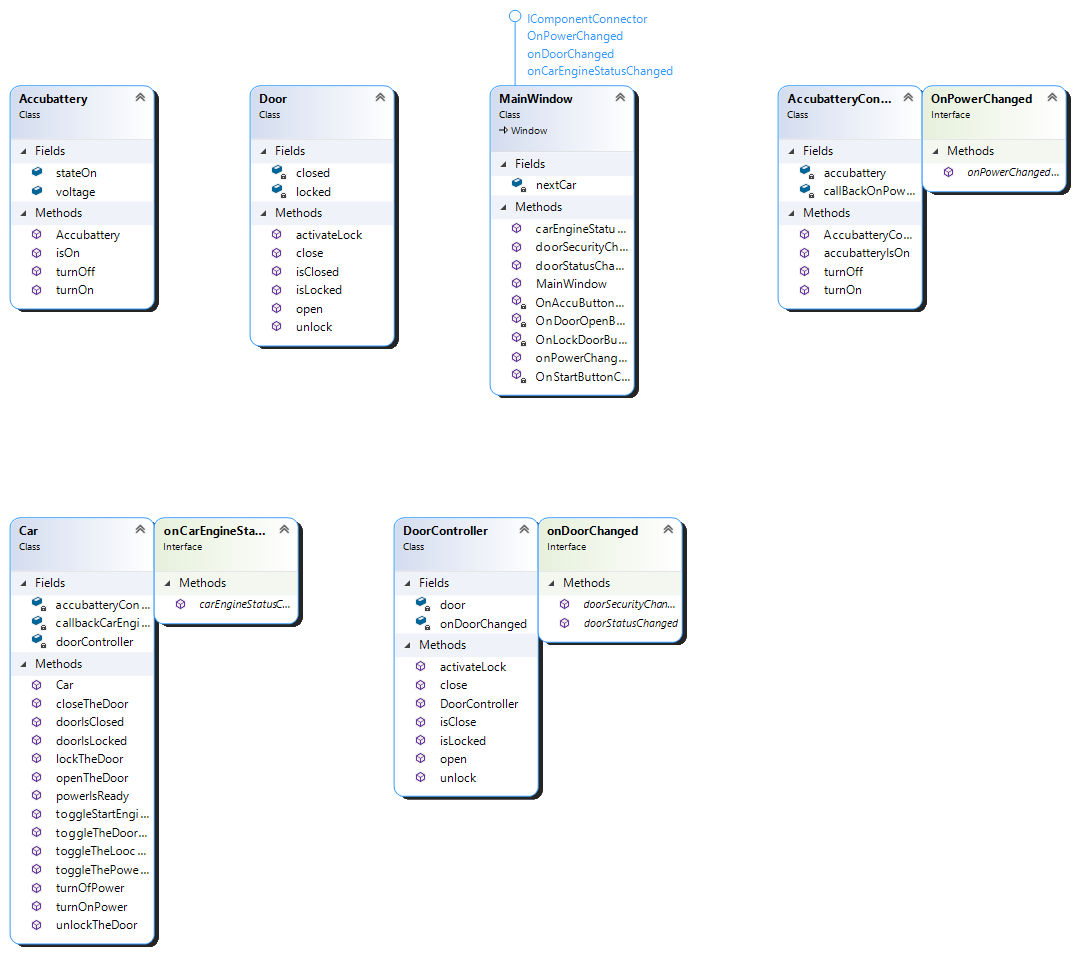 IComponentConnector
OnPowerChanged
onDoorChanged
onCarEngineStatusChanged
Accubattery
Class
Fields
stateOn
voltage
Methods
Accubattery
isOn
turnOff
turnOn
Door
Class
Fields
closed
locked
Methods
activateLock
close
isClosed
isLocked
open
unlock
MainWindow
Class
Window
Fields
nextCar
Methods
carEngineStatu...
doorSecurityCh...
doorStatusCha...
MainWindow
OnAccuButton...
OnDoorOpenB...
OnLockDoorBu...
onPowerChang...
OnStartButtonC...
AccubatteryCon...
Class
Fields
accubattery
callBackOnPow...
Methods
AccubatteryCo...
accubatteryIsOn
turnOff
turnOn
OnPowerChanged
Interface
Methods
onPowerChanged...
Car
Class
Fields
accubatteryCon...
callbackCarEngi...
doorController
Methods
Car
closeTheDoor
doorIsClosed
doorIsLocked
lockTheDoor
openTheDoor
powerIsReady
toggleStartEngi...
toggleTheDoor...
toggleTheLooc...
toggleThePowe...
turnOfPower
turnOnPower
unlockTheDoor
onCarEngineSta...
Interface
Methods
carEngineStatusC...
DoorController
Class
Fields
door
onDoorChanged
Methods
activateLock
close
DoorController
isClose
isLocked
open
unlock
onDoorChanged
Interface
Methods
doorSecurityChan...
doorStatusChanged